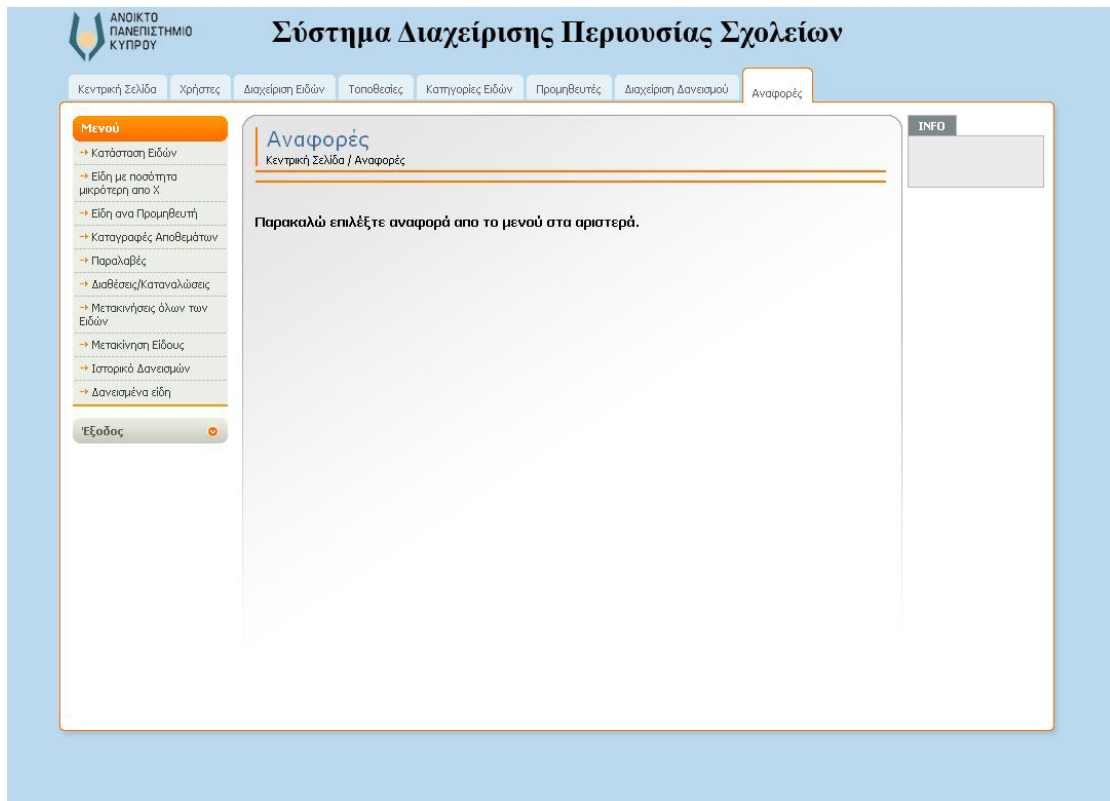 ΑΝΟΙΚΤΟ
ΠΑΝΕΠΙΣΤΗΜΙΟ
ΚΥΠΡΟΥ
Σύστημα Διαχείρισης Περιουσίας Σχολείων
Κεντρική Σελίδα Χρήστες Διαχείριση Ειδών Τοποθεσίες Κατηγορίες Ειδών Προμηθευτές Διαχείριση Δανεισμού Αναφορές
Μενού
Κατάσταση Ειδών
Είδη με ποσότητα
μικρότερη απο Χ
Είδη ανα Προμηθευτή
Καταγραφές Αποθεμάτων
Παραλαβές
Διαθέσεις/Καταναλώσεις
Μετακινήσεις όλων των
Ειδών
Μετακίνηση Είδους
Ιστορικό Δανεισμών
Δανεισμένα είδη
Έξοδος
Αναφορές
Κεντρική Σελίδα / Αναφορές
Παρακαλώ επιλέξτε αναφορά απο το μενού στα αριστερά.
INFO